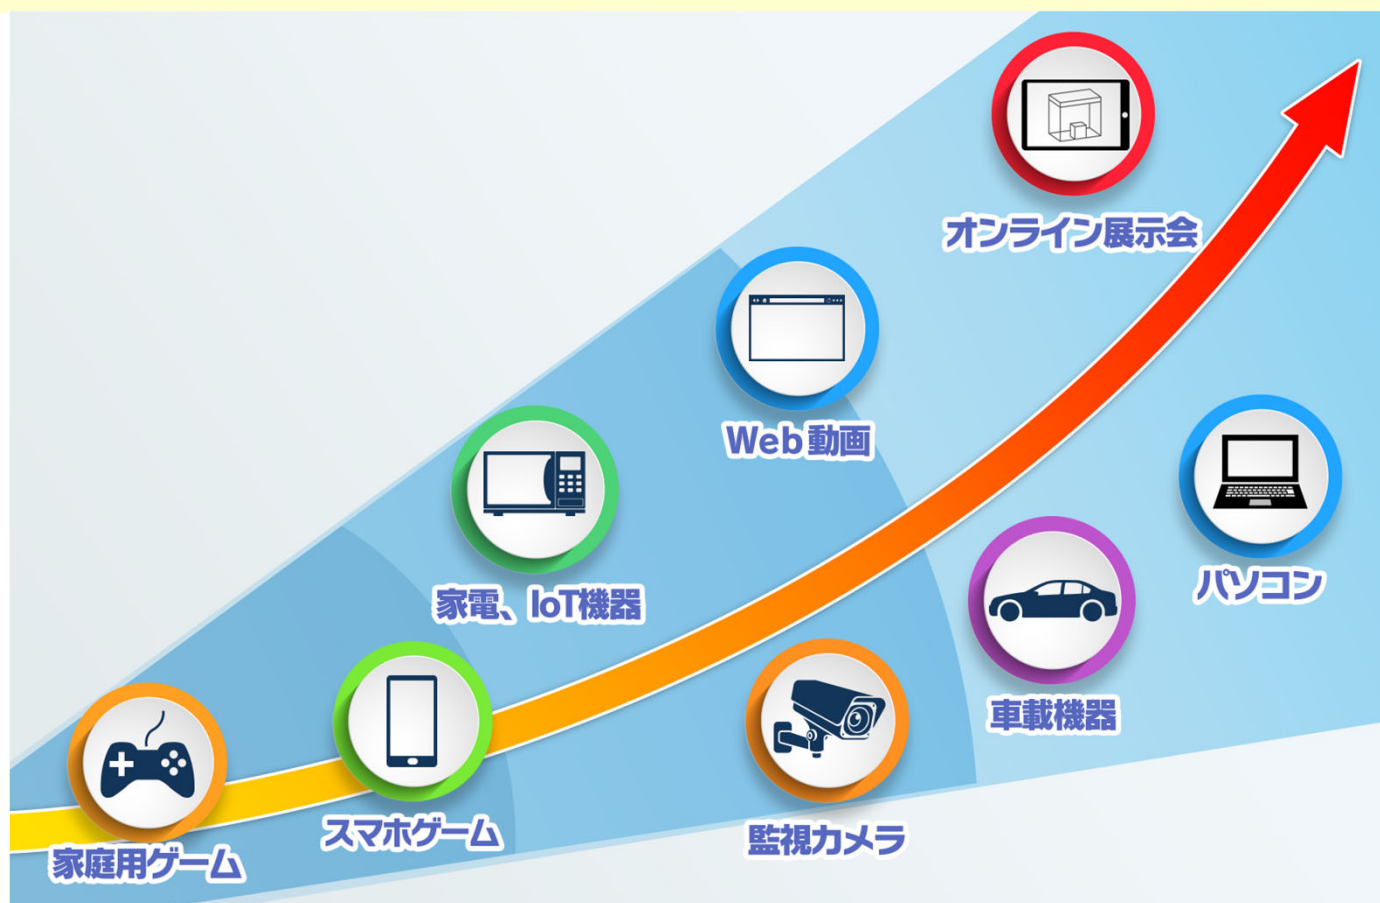 オンライン展示会
Web動画
家電、IoT機器
パソコン
車載機器
スマホゲーム
監視カメラ
家庭用ゲーム